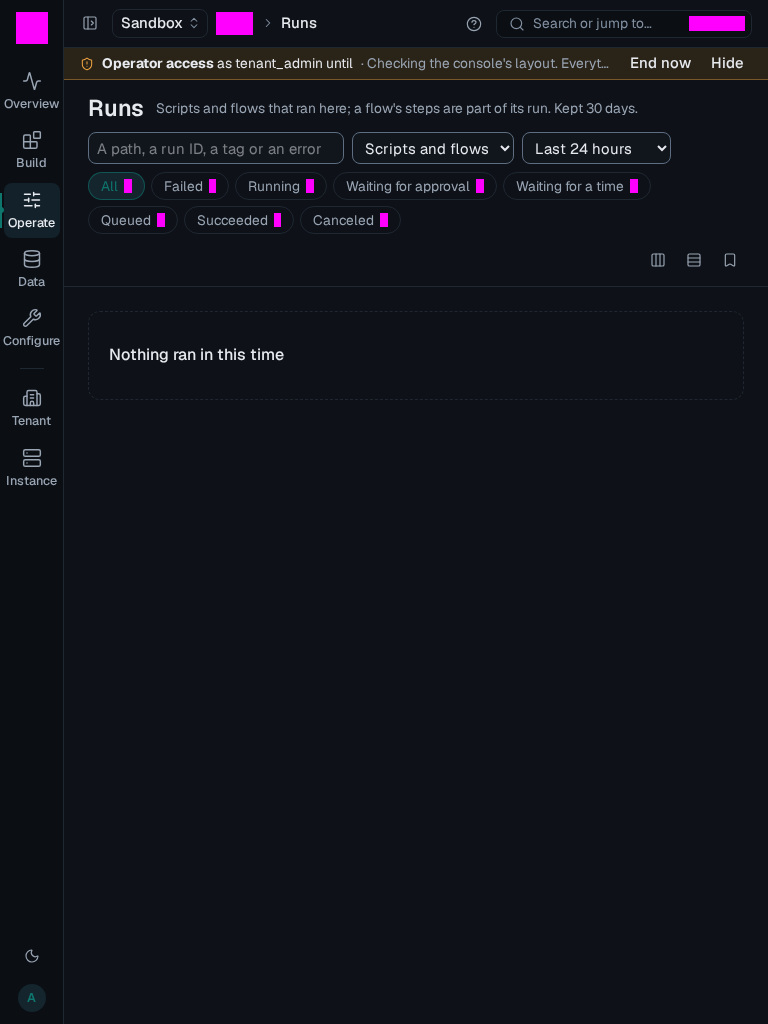 Sandbox
Runs
Search or jump to...
Operator access as tenant_admin until · Checking the console's layout. Everyt...
End now
Hide
Overview
Build
Operate
Data
Configure
Tenant
Instance
A
Runs
Scripts and flows that ran here; a flow's steps are part of its run. Kept 30 days.
A path, a run ID, a tag or an error
Scripts and flows
Last 24 hours
All
Failed
Running
Waiting for approval
Waiting for a time
Queued
Succeeded
Canceled
Nothing ran in this time